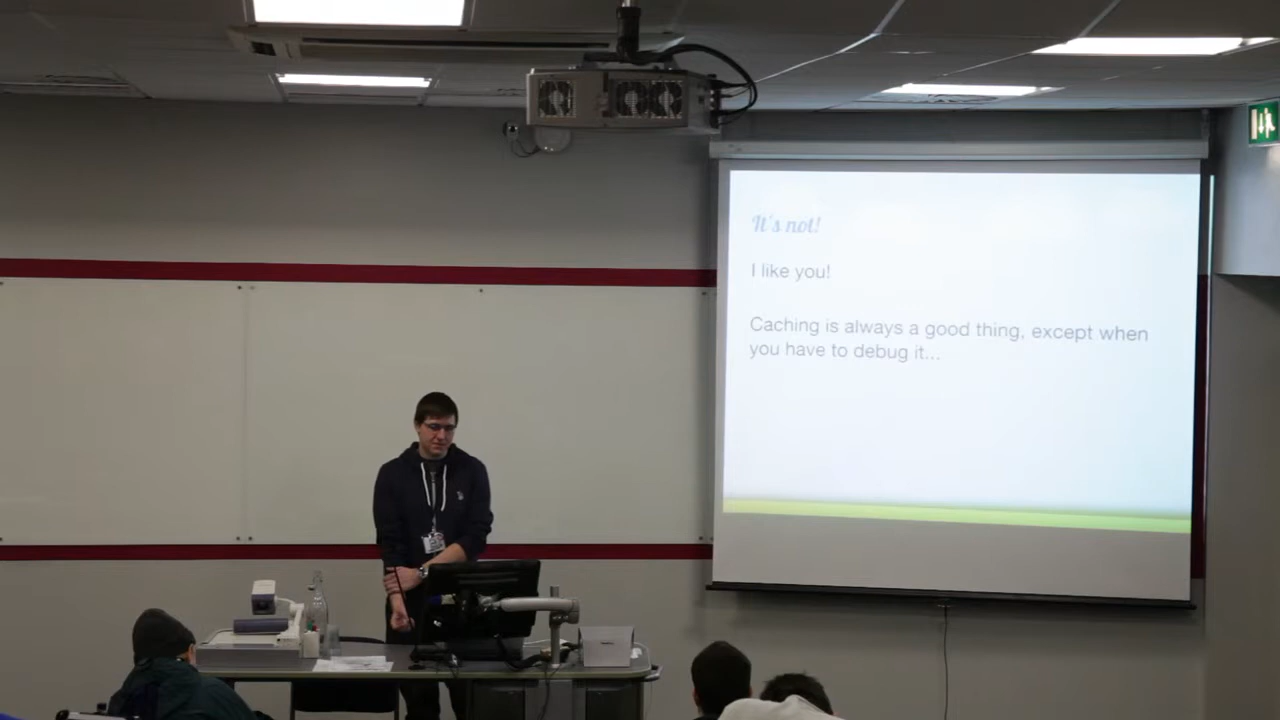 It's not!
I like you!
Caching is always a good thing, except when
you have to debug it...